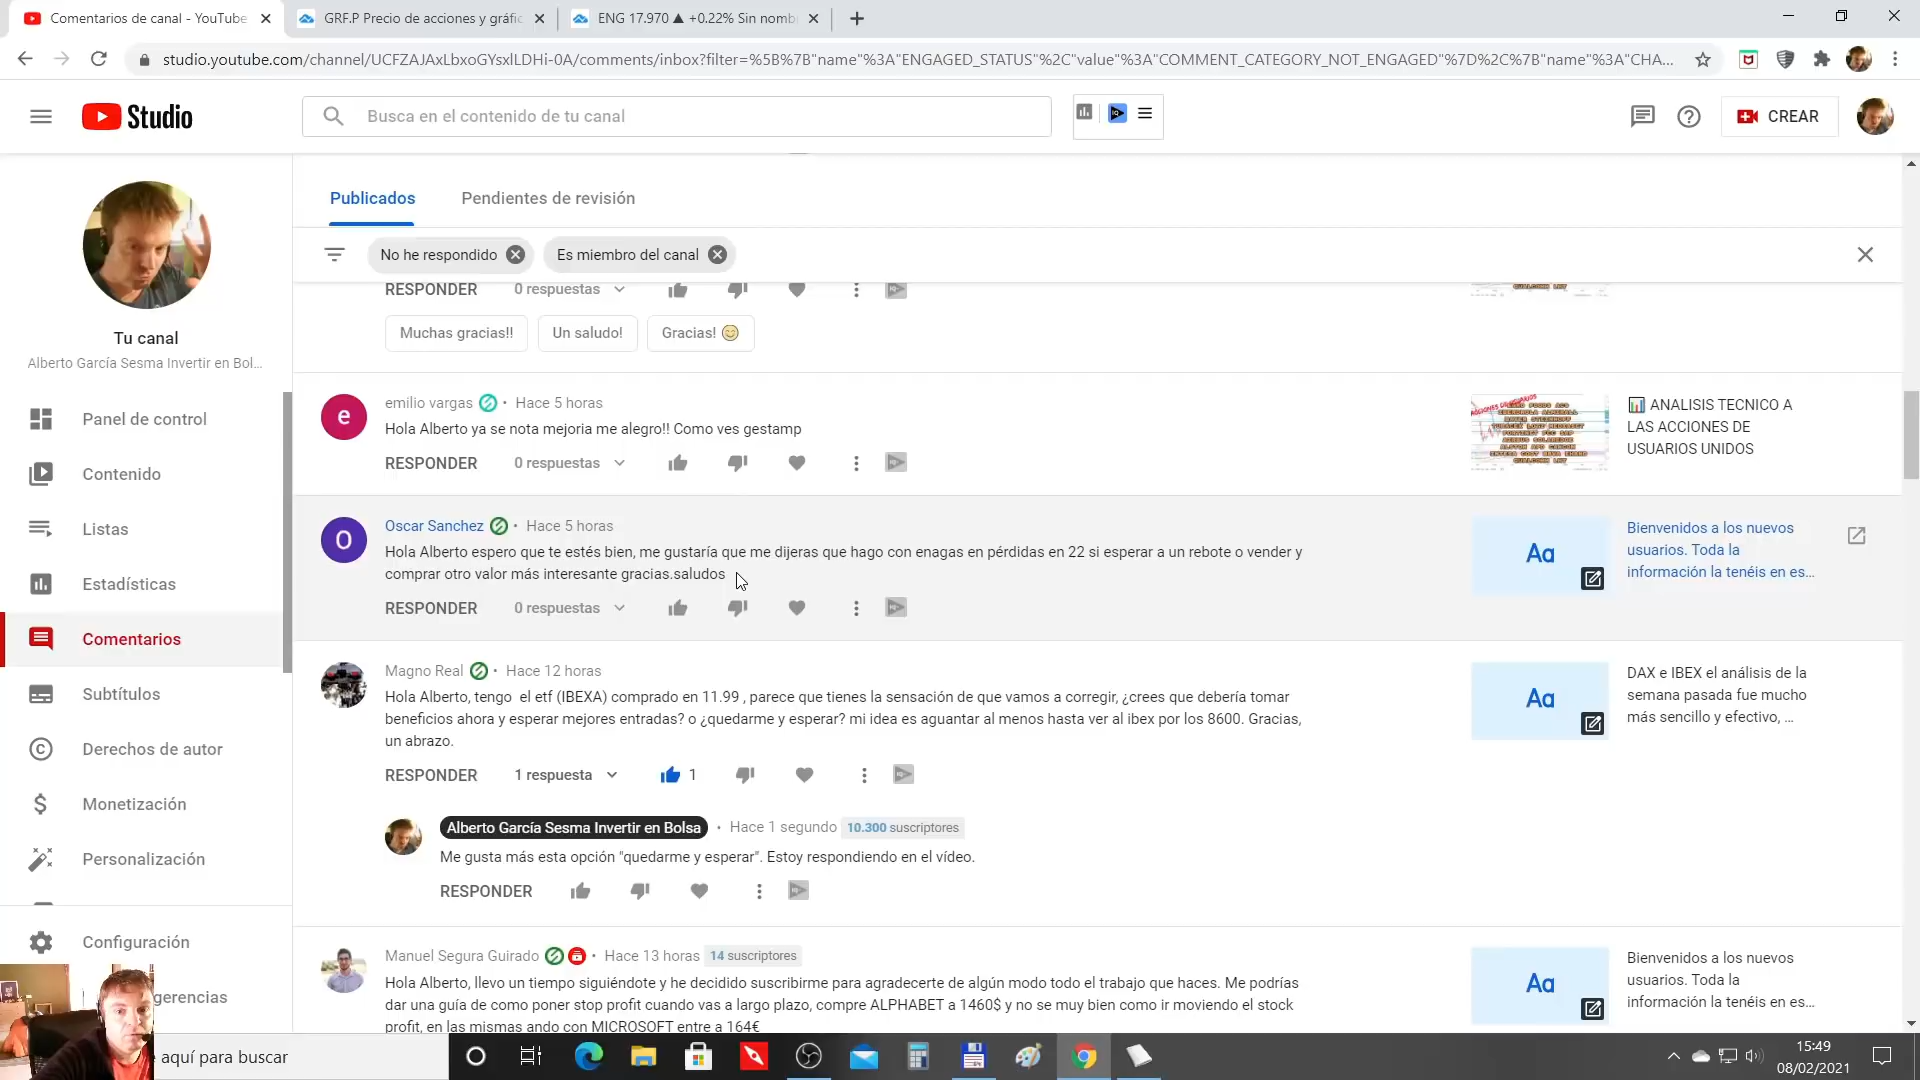 Comentarios de canal - YouTube
GRF.P Precio de acciones y gráfic
ENG 17.970 ▲ +0.22% Sin nomb
studio.youtube.com/channel/UCFZAJAxLbxoGYsxlLDHi-0A/comments/inbox?filter=%5B%7B"name"%3A"ENGAGED_STATUS"%2C"value"%3A"COMMENT_CATEGORY_NOT_ENGAGED"%7D%2C%7B"name"%3A"CHA...
Studio
Busca en el contenido de tu canal
CREAR
Tu canal
Alberto García Sesma Invertir en Bol...
Panel de control
Contenido
Listas
Estadísticas
Comentarios
Subtítulos
Derechos de autor
Monetización
Personalización
Configuración
gerencias
Publicados
Pendientes de revisión
No he respondido
Es miembro del canal
RESPONDER 0 respuestas
Muchas gracias!!
Un saludo!
Gracias! 😊
e
emilio vargas • Hace 5 horas
Hola Alberto ya se nota mejoria me alegro!! Como ves gestamp
RESPONDER 0 respuestas
📊 ANALISIS TECNICO A
LAS ACCIONES DE
USUARIOS UNIDOS
O
Oscar Sanchez • Hace 5 horas
Hola Alberto espero que te estés bien, me gustaría que me dijeras que hago con enagas en pérdidas en 22 si esperar a un rebote o vender y
comprar otro valor más interesante gracias.saludos
RESPONDER 0 respuestas
Aa
Bienvenidos a los nuevos
usuarios. Toda la
información la tenéis en es...
Magno Real • Hace 12 horas
Hola Alberto, tengo el etf (IBEXA) comprado en 11.99 , parece que tienes la sensación de que vamos a corregir, ¿crees que debería tomar
beneficios ahora y esperar mejores entradas? o ¿quedarme y esperar? mi idea es aguantar al menos hasta ver al ibex por los 8600. Gracias,
un abrazo.
RESPONDER 1 respuesta 1
Aa
DAX e IBEX el análisis de la
semana pasada fue mucho
más sencillo y efectivo, ...
Alberto García Sesma Invertir en Bolsa • Hace 1 segundo 10.300 suscriptores
Me gusta más esta opción "quedarme y esperar". Estoy respondiendo en el vídeo.
RESPONDER
Manuel Segura Guirado • Hace 13 horas 14 suscriptores
Hola Alberto, llevo un tiempo siguiéndote y he decidido suscribirme para agradecerte de algún modo todo el trabajo que haces. Me podrías
dar una guía de como poner stop profit cuando vas a largo plazo, compre ALPHABET a 1460$ y no se muy bien como ir moviendo el stock
profit, en las mismas ando con MICROSOFT entre a 164€
Aa
Bienvenidos a los nuevos
usuarios. Toda la
información la tenéis en es...
aquí para buscar
15:49
08/02/2021